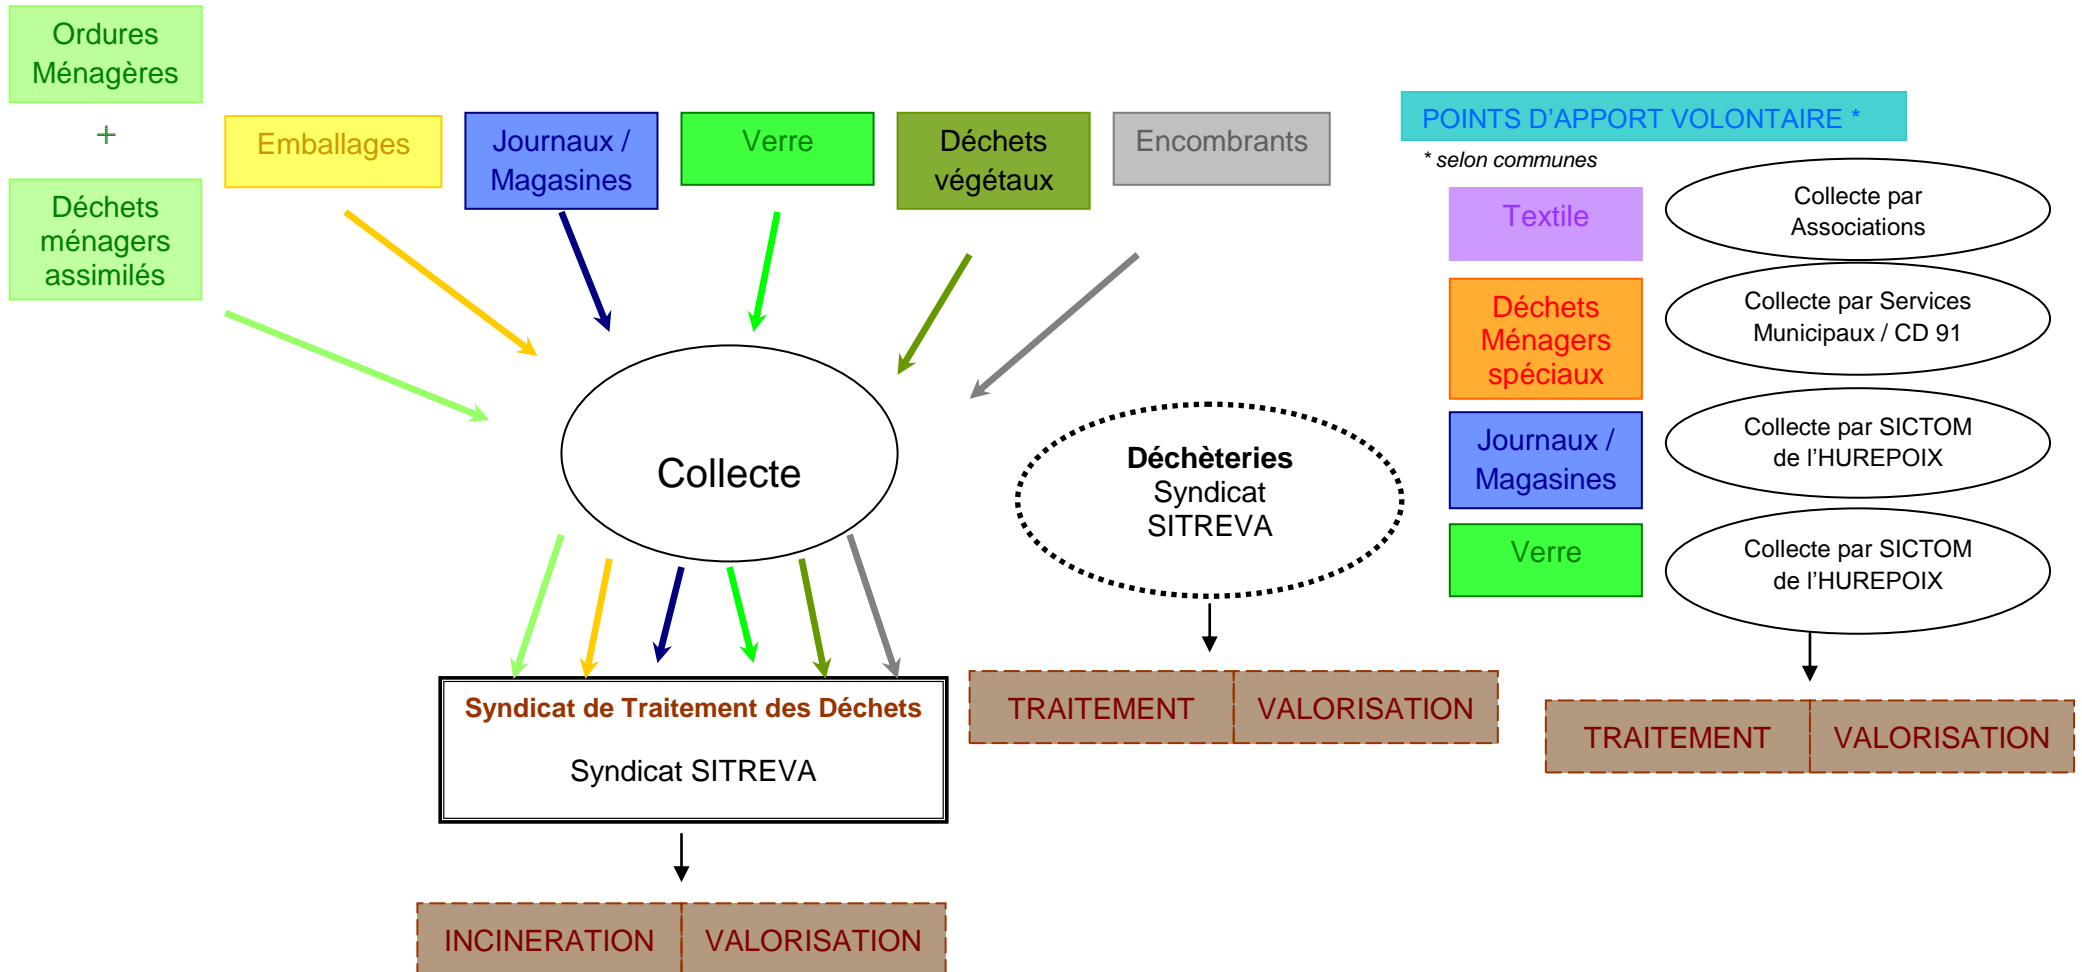 Ordures
Ménagères
+
Déchets
ménagers
assimilés
Emballages
Journaux /
Magasines
Verre
Déchets
végétaux
Encombrants
POINTS D'APPORT VOLONTAIRE *
* selon communes
Textile
Collecte par
Associations
Déchets
Ménagers
spéciaux
Collecte par Services
Municipaux / CD 91
Journaux /
Magasines
Collecte par SICTOM
de l'HUREPOIX
Verre
Collecte par SICTOM
de l'HUREPOIX
Collecte
Déchèteries
Syndicat
SITREVA
Syndicat de Traitement des Déchets
Syndicat SITREVA
TRAITEMENT
VALORISATION
TRAITEMENT
VALORISATION
INCINERATION
VALORISATION